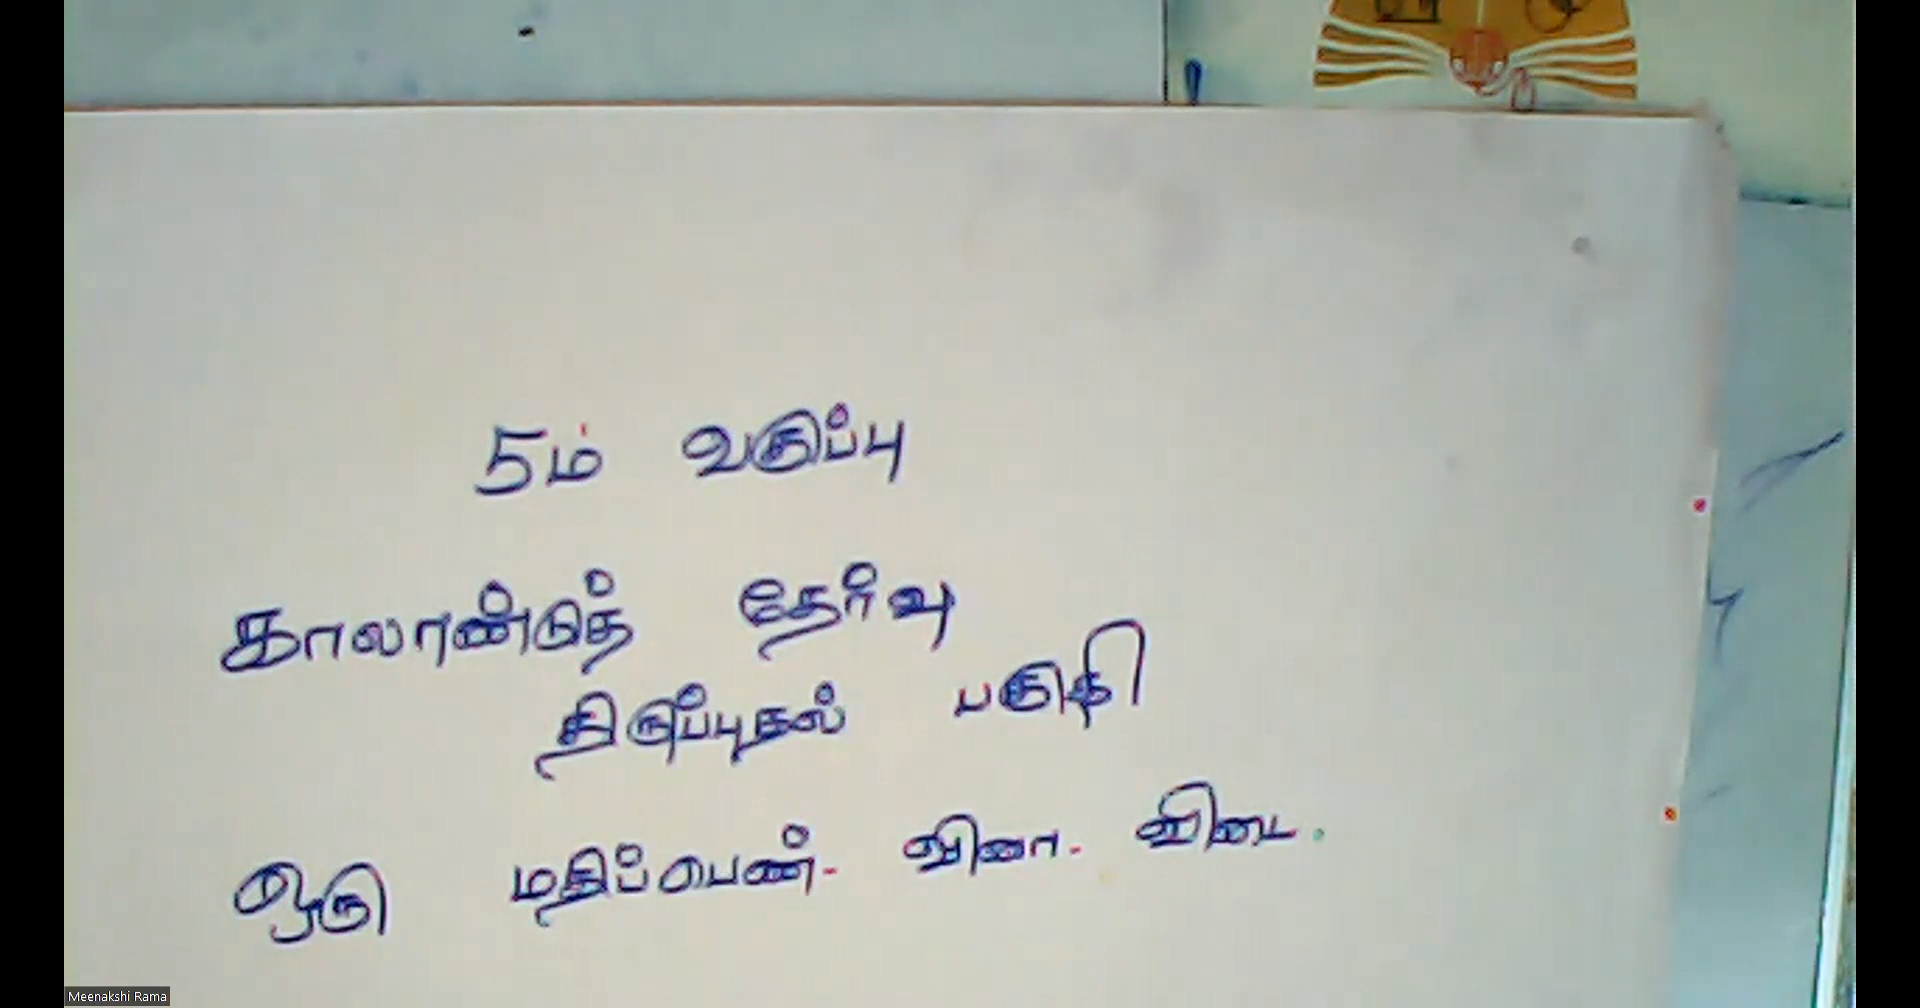 5ம் வகுப்பு
காலாண்டுத் தேர்வு
திருப்புதல் பகுதி
ஒரு மதிப்பெண். வினா. விடை.
Meenakshi Rama